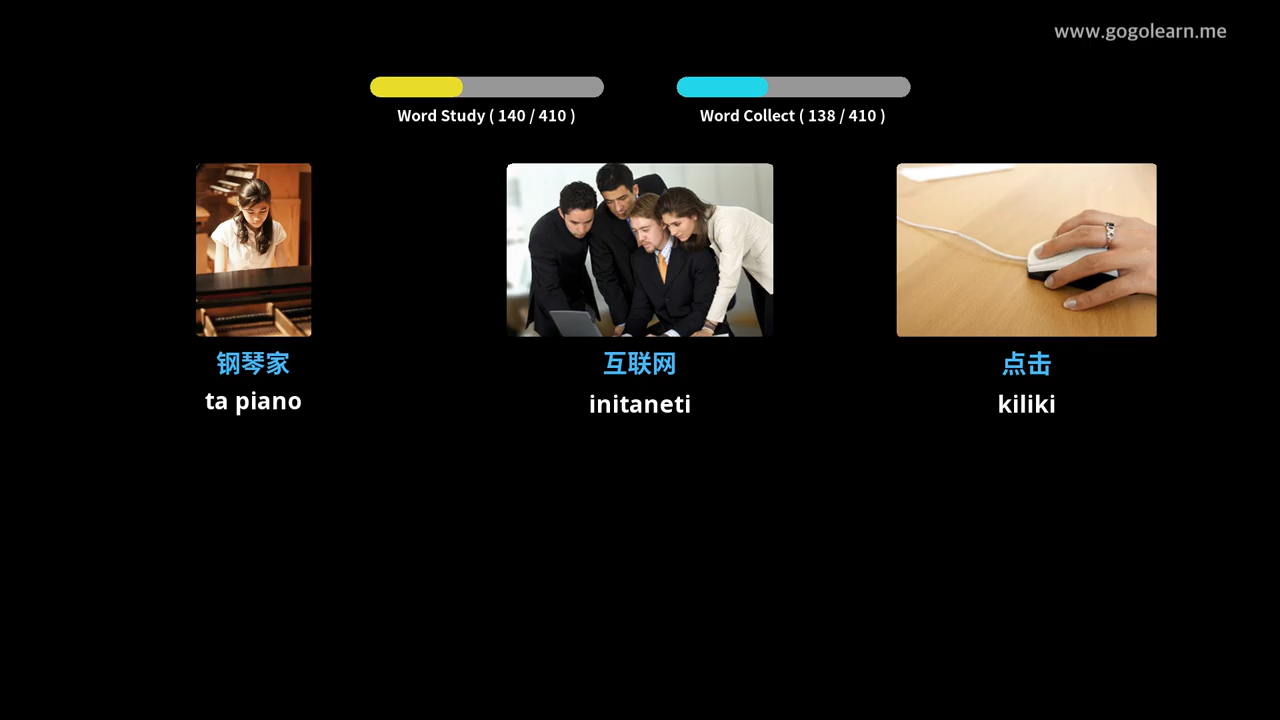 www.gogolearn.me
Word Study ( 140 / 410 )
Word Collect ( 138 / 410 )
钢琴家
互联网
点击
ta piano
initaneti
kiliki